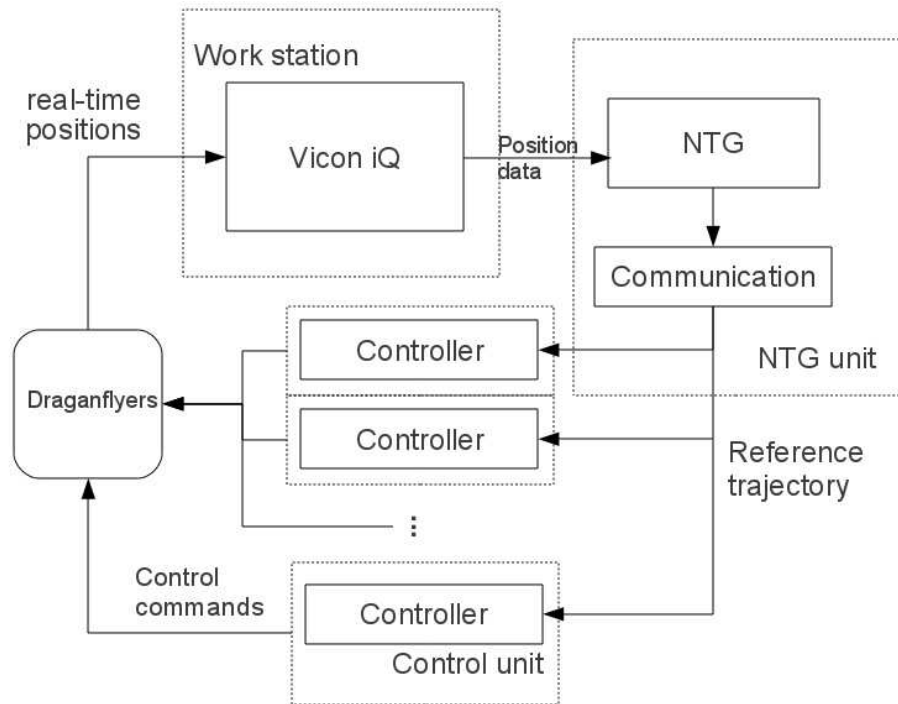 Work station
real-time
positions
Vicon iQ
Position
data
NTG
Communication
NTG unit
Controller
Draganflyers
Controller
Reference
trajectory
...
Control
commands
Controller
Control unit